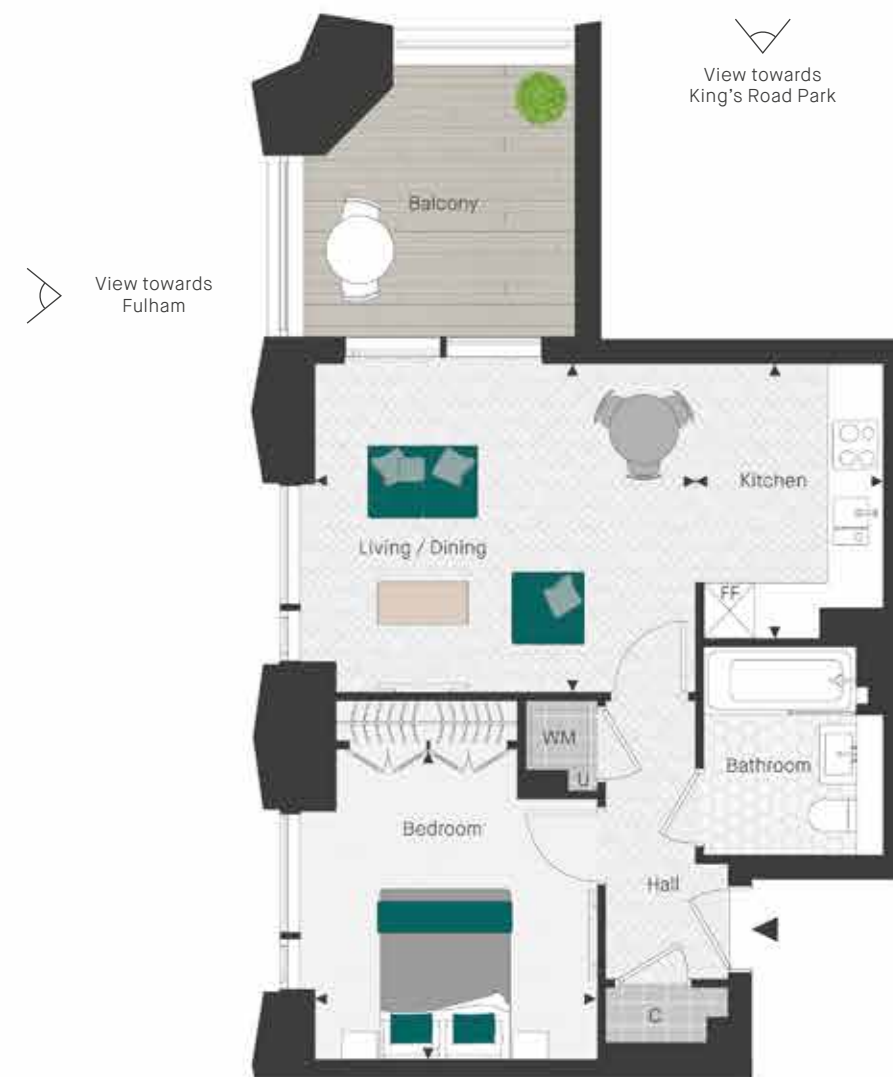 View towards
King's Road Park
Balcony
View towards
Fulham
Kitchen
Living / Dining
FF
WM
U
Bathroom
Bedroom
Hall
C